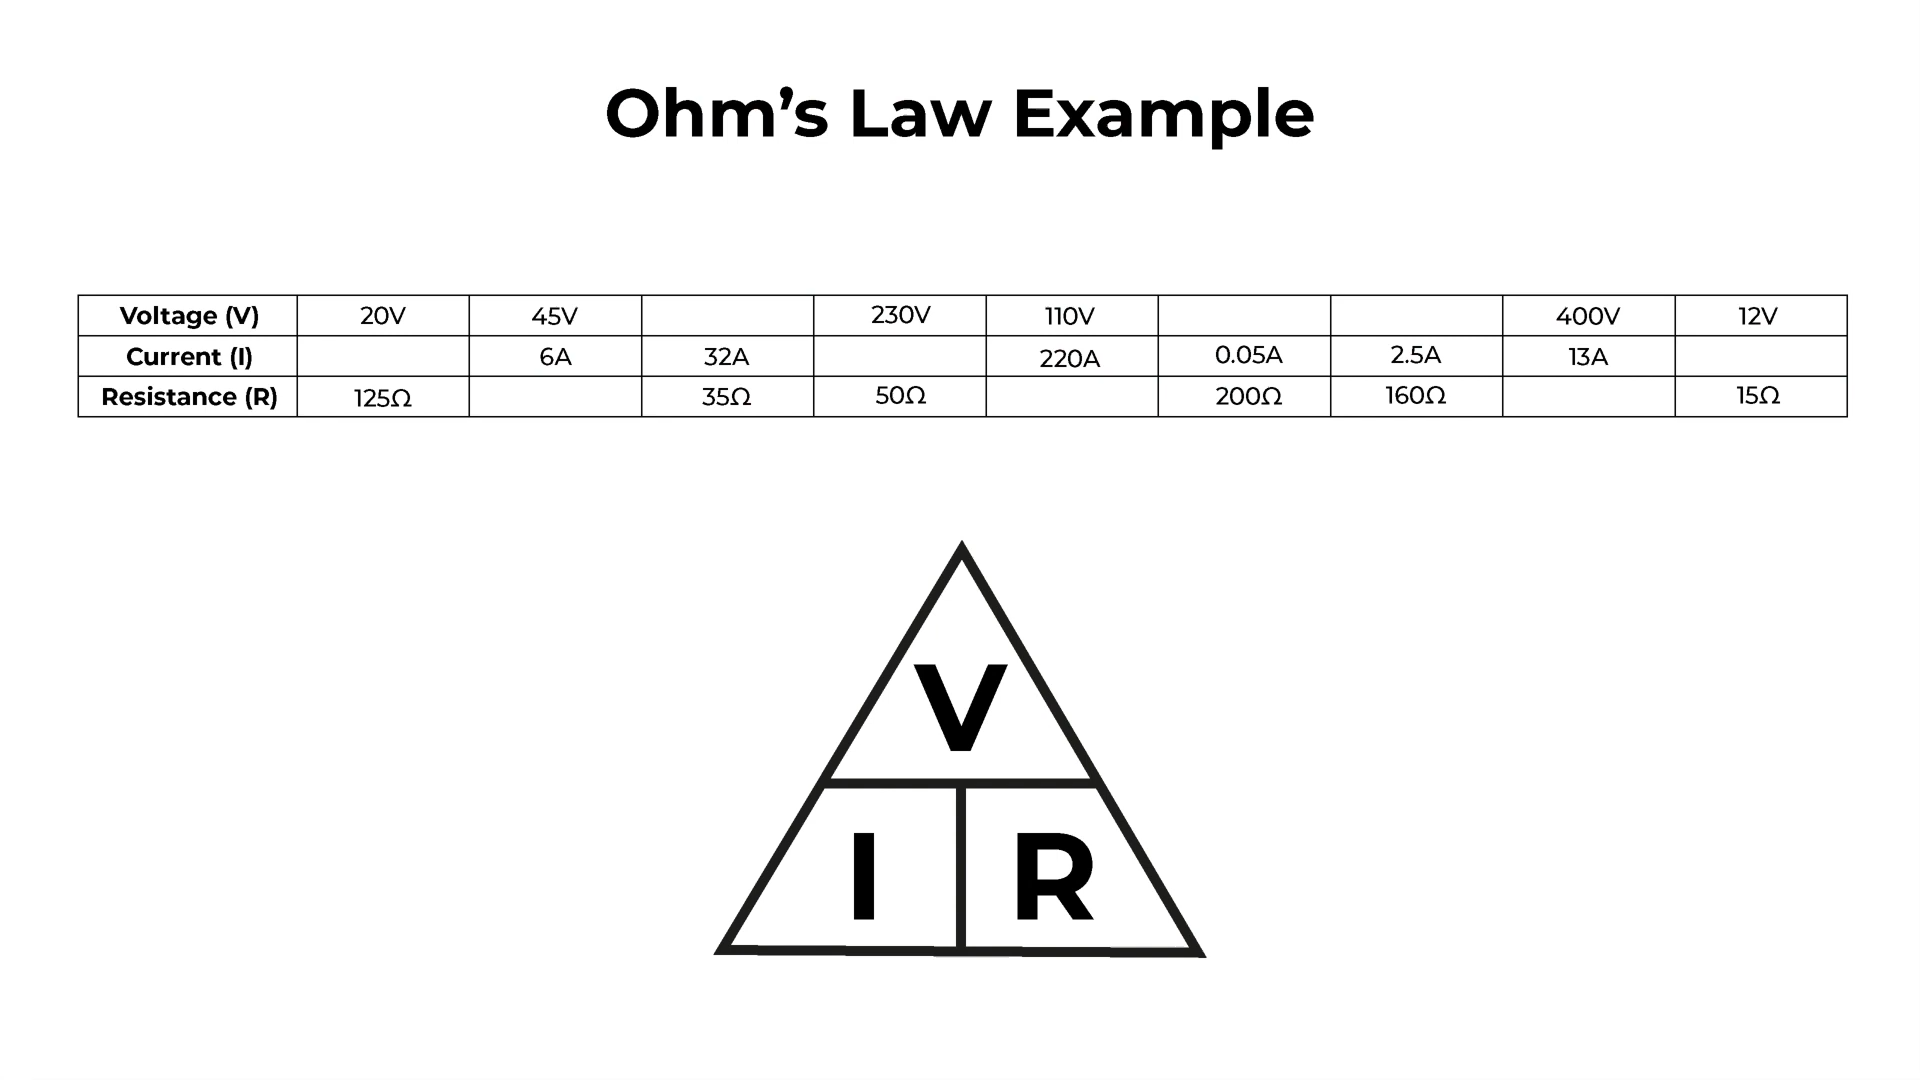 Ohm’s Law Example
Voltage (V) 20V 45V 230V 110V 400V 12V
Current (I) 6A 32A 220A 0.05A 2.5A 13A
Resistance (R) 125Ω 35Ω 50Ω 200Ω 160Ω 15Ω
V
I R